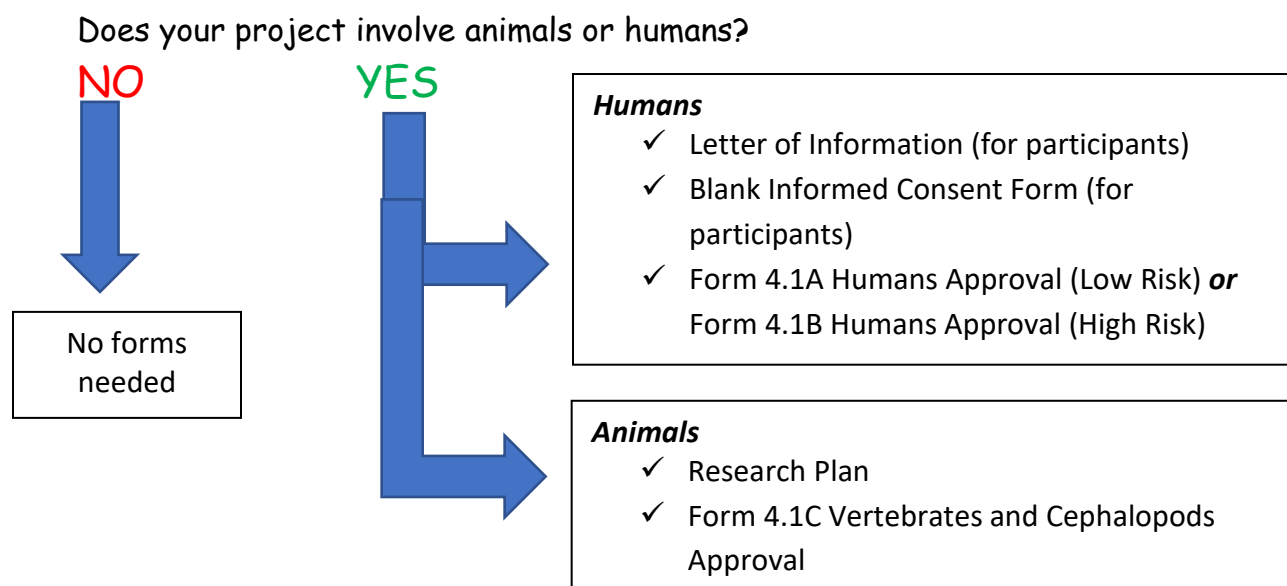 Does your project involve animals or humans?
NO
YES
No forms
needed
Humans
✓ Letter of Information (for participants)
✓ Blank Informed Consent Form (for
participants)
✓ Form 4.1A Humans Approval (Low Risk) or
Form 4.1B Humans Approval (High Risk)
Animals
✓ Research Plan
✓ Form 4.1C Vertebrates and Cephalopods
Approval